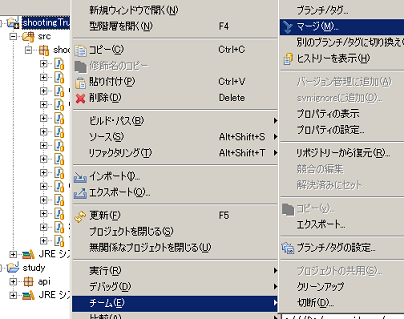 shootingTru
src
shoo
JRE シス
study
api
JRE シス
新規ウィンドウで開く(N)
型階層を開く(N) F4
コピー(C) Ctrl+C
修飾名のコピー
貼り付け(P) Ctrl+V
削除(D) Delete
ビルド・パス(B)
ソース(S) Alt+Shift+S
リファクタリング(T) Alt+Shift+T
インポート(I)...
エクスポート(O)...
更新(F) F5
プロジェクトを閉じる(S)
無関係なプロジェクトを閉じる(U)
実行(R)
デバッグ(D)
チーム(E)
比較(A)
ブランチ/タグ...
マージ(M)...
別のブランチ/タグに切り換え
ヒストリーを表示(H)
バージョン管理に追加(A)
svn:ignoreに追加(D)...
プロパティの表示
プロパティの設定...
リポジトリーから復元(R)...
競合の編集
解決済みにセット
コピー(y)...
エクスポート...
ブランチ/タグの設定...
プロジェクトの共用(S)...
クリーンアップ
切断(D)...